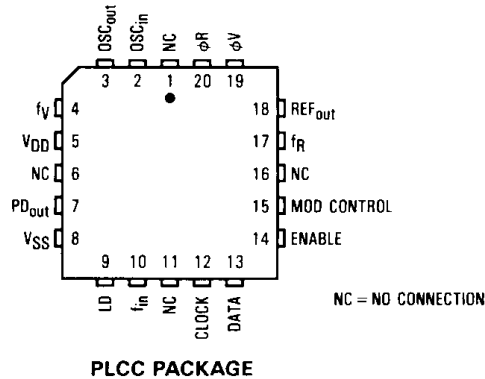 OSCout
OSCin
NC
φR
φV
3 2 1 20 19
fV 4
18 REFout
VDD 5
17 fR
NC 6
16 NC
PDout 7
15 MOD CONTROL
VSS 8
14 ENABLE
9 10 11 12 13
LD
fin
NC
CLOCK
DATA
NC = NO CONNECTION
PLCC PACKAGE